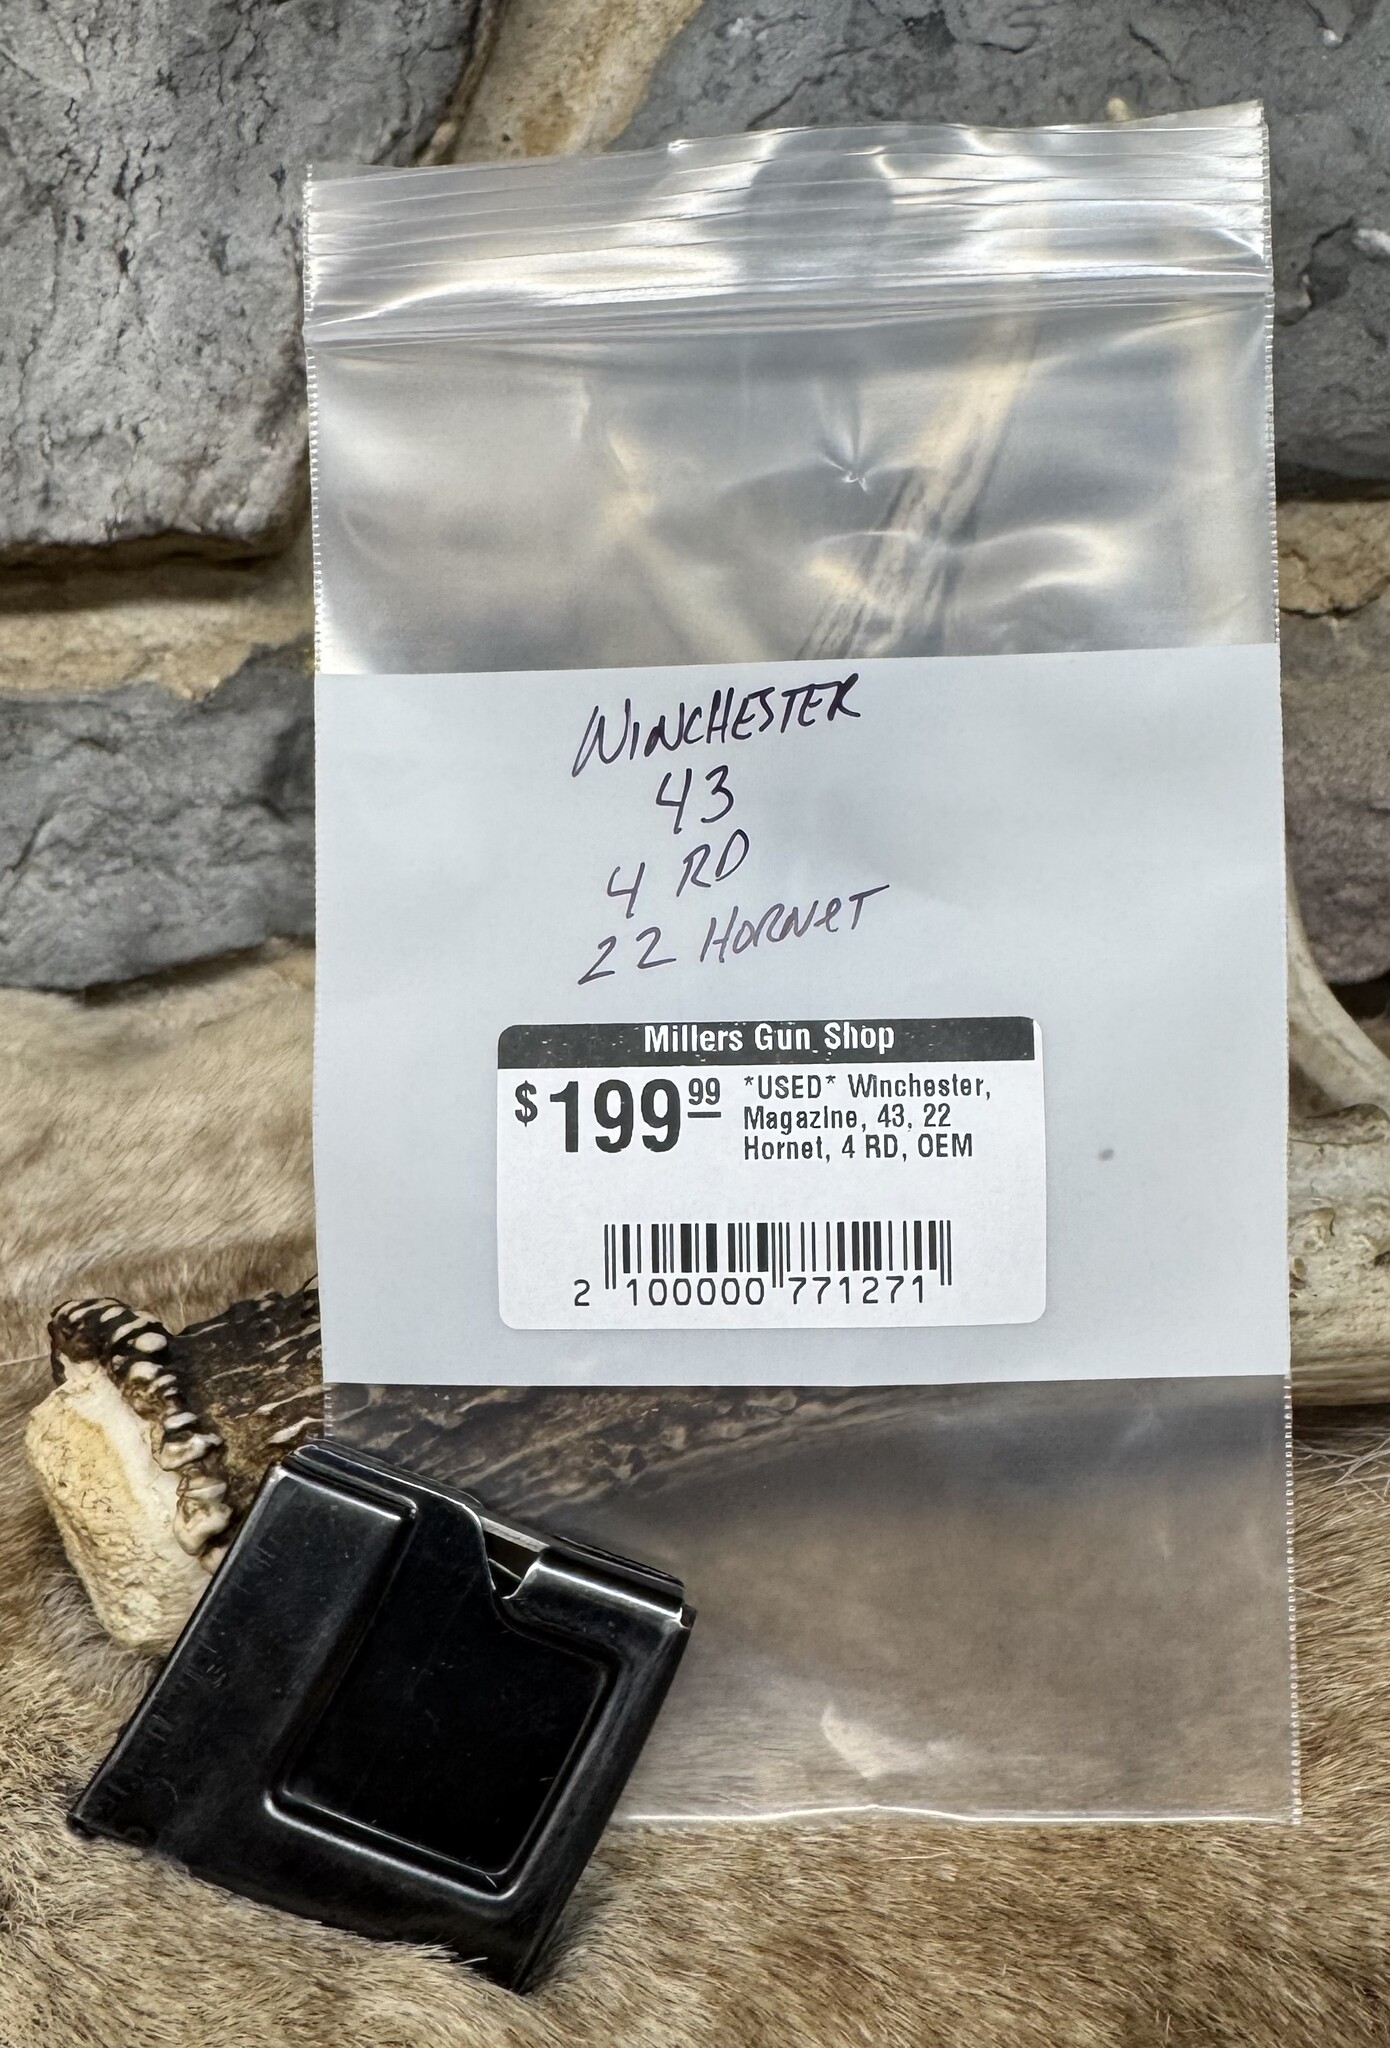 WINCHESTER
43
4 RD
22 HORNeT
Millers Gun Shop
$199.99 *USED* Winchester,
Magazine, 43, 22
Hornet, 4 RD, OEM
2 100000 771271